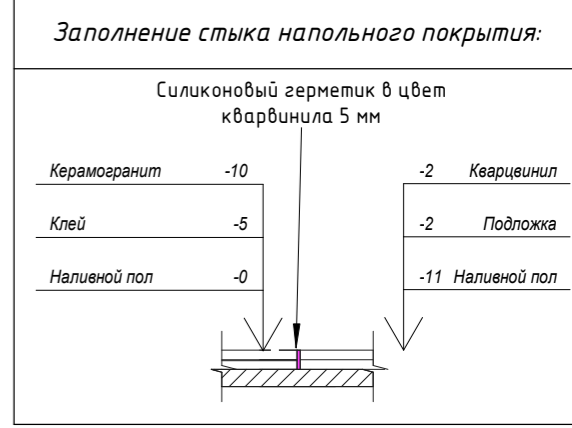 Заполнение стыка напольного покрытия:
Силиконовый герметик в цвет
кварвинила 5 мм
Керамогранит -10
Клей -5
Наливной пол -0
-2 Кварцвинил
-2 Подложка
-11 Наливной пол